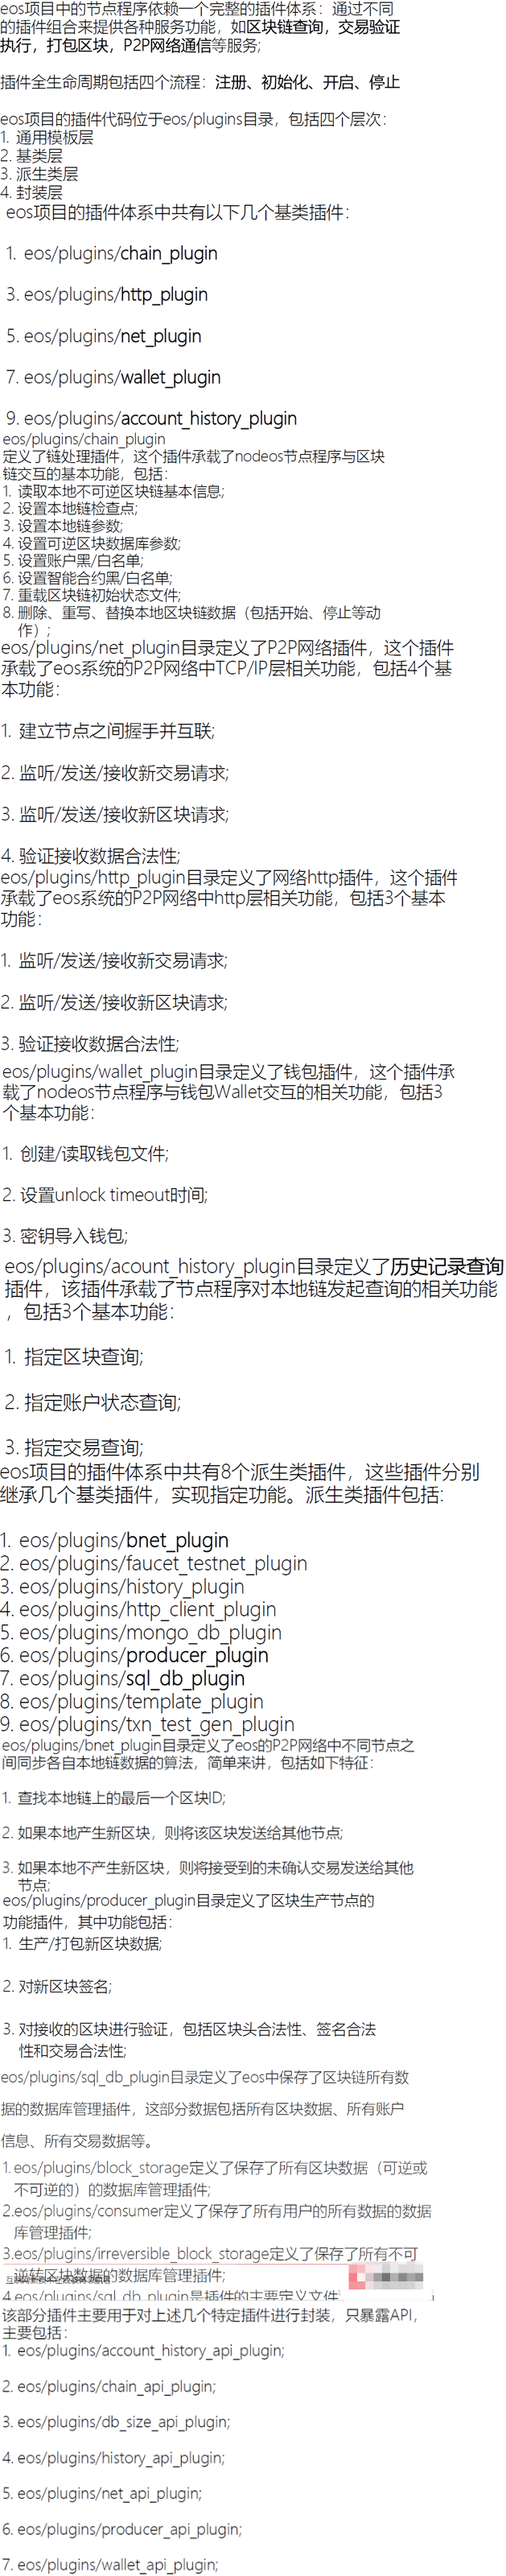 eos项目中的节点程序依赖一个完整的插件体系：通过不同
的插件组合来提供各种服务功能，如区块链查询，交易验证
执行，打包区块，P2P网络通信等服务;
插件全生命周期包括四个流程：注册、初始化、开启、停止
eos项目的插件代码位于eos/plugins目录，包括四个层次：
1. 通用模板层
2. 基类层
3. 派生类层
4. 封装层
eos项目的插件体系中共有以下几个基类插件：
1. eos/plugins/chain_plugin
3. eos/plugins/http_plugin
5. eos/plugins/net_plugin
7. eos/plugins/wallet_plugin
9. eos/plugins/account_history_plugin
eos/plugins/chain_plugin
定义了链处理插件，这个插件承载了nodeos节点程序与区块
链交互的基本功能，包括：
1. 读取本地不可逆区块链基本信息;
2. 设置本地链检查点;
3. 设置本地链参数;
4. 设置可逆区块数据库参数;
5. 设置账户黑/白名单;
6. 设置智能合约黑/白名单;
7. 重载区块链初始状态文件;
8. 删除、重写、替换本地区块链数据（包括开始、停止等动
作）;
eos/plugins/net_plugin目录定义了P2P网络插件，这个插件
承载了eos系统的P2P网络中TCP/IP层相关功能，包括4个基
本功能：
1. 建立节点之间握手并互联;
2. 监听/发送/接收新交易请求;
3. 监听/发送/接收新区块请求;
4. 验证接收数据合法性;
eos/plugins/http_plugin目录定义了网络http插件，这个插件
承载了eos系统的P2P网络中http层相关功能，包括3个基本
功能：
1. 监听/发送/接收新交易请求;
2. 监听/发送/接收新区块请求;
3. 验证接收数据合法性;
eos/plugins/wallet_plugin目录定义了钱包插件，这个插件承
载了nodeos节点程序与钱包Wallet交互的相关功能，包括3
个基本功能：
1. 创建/读取钱包文件;
2. 设置unlock timeout时间;
3. 密钥导入钱包;
eos/plugins/acount_history_plugin目录定义了历史记录查询
插件，该插件承载了节点程序对本地链发起查询的相关功能
，包括3个基本功能：
1. 指定区块查询;
2. 指定账户状态查询;
3. 指定交易查询;
eos项目的插件体系中共有8个派生类插件，这些插件分别
继承几个基类插件，实现指定功能。派生类插件包括:
1. eos/plugins/bnet_plugin
2. eos/plugins/faucet_testnet_plugin
3. eos/plugins/history_plugin
4. eos/plugins/http_client_plugin
5. eos/plugins/mongo_db_plugin
6. eos/plugins/producer_plugin
7. eos/plugins/sql_db_plugin
8. eos/plugins/template_plugin
9. eos/plugins/txn_test_gen_plugin
eos/plugins/bnet_plugin目录定义了eos的P2P网络中不同节点之
间同步各自本地链数据的算法，简单来讲，包括如下特征：
1. 查找本地链上的最后一个区块ID;
2. 如果本地产生新区块，则将该区块发送给其他节点;
3. 如果本地不产生新区块，则将接受到的未确认交易发送给其他
节点;
eos/plugins/producer_plugin目录定义了区块生产节点的
功能插件，其中功能包括：
1. 生产/打包新区块数据;
2. 对新区块签名;
3. 对接收的区块进行验证，包括区块头合法性、签名合法
性和交易合法性;
eos/plugins/sql_db_plugin目录定义了eos中保存了区块链所有数
据的数据库管理插件，这部分数据包括所有区块数据、所有账户
信息、所有交易数据等。
1.eos/plugins/block_storage定义了保存了所有区块数据（可逆或
不可逆的）的数据库管理插件;
2.eos/plugins/consumer定义了保存了所有用户的所有数据的数据
库管理插件;
3.eos/plugins/irreversible_block_storage定义了保存了所有不可
逆转区块数据的数据库管理插件;
4.eos/plugins/sql_db_plugin是插件的主要定义文件
该部分插件主要用于对上述几个特定插件进行封装，只暴露API，
主要包括：
1. eos/plugins/account_history_api_plugin;
2. eos/plugins/chain_api_plugin;
3. eos/plugins/db_size_api_plugin;
4. eos/plugins/history_api_plugin;
5. eos/plugins/net_api_plugin;
6. eos/plugins/producer_api_plugin;
7. eos/plugins/wallet_api_plugin;